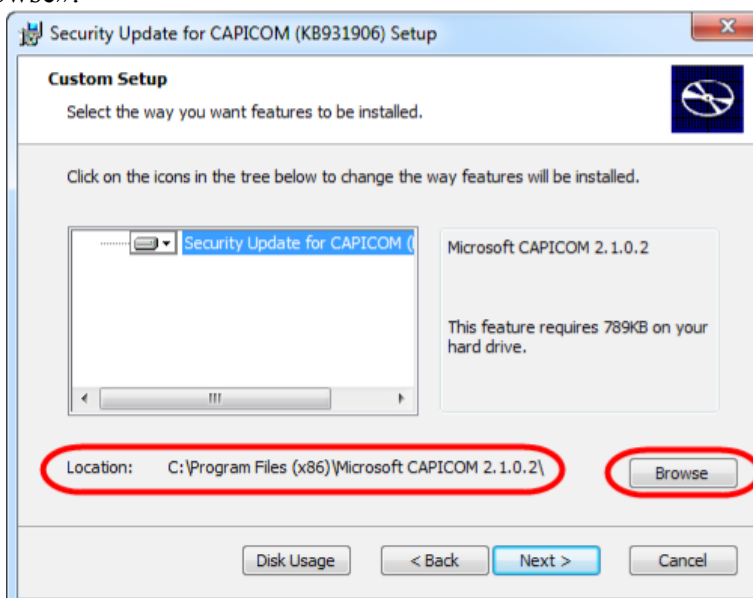 Security Update for CAPICOM (KB931906) Setup
Custom Setup
Select the way you want features to be installed.
Click on the icons in the tree below to change the way features will be installed.
Security Update for CAPICOM (
Microsoft CAPICOM 2.1.0.2
This feature requires 789KB on your
hard drive.
Location: C:\Program Files (x86)\Microsoft CAPICOM 2.1.0.2\
Browse
Disk Usage
< Back
Next >
Cancel